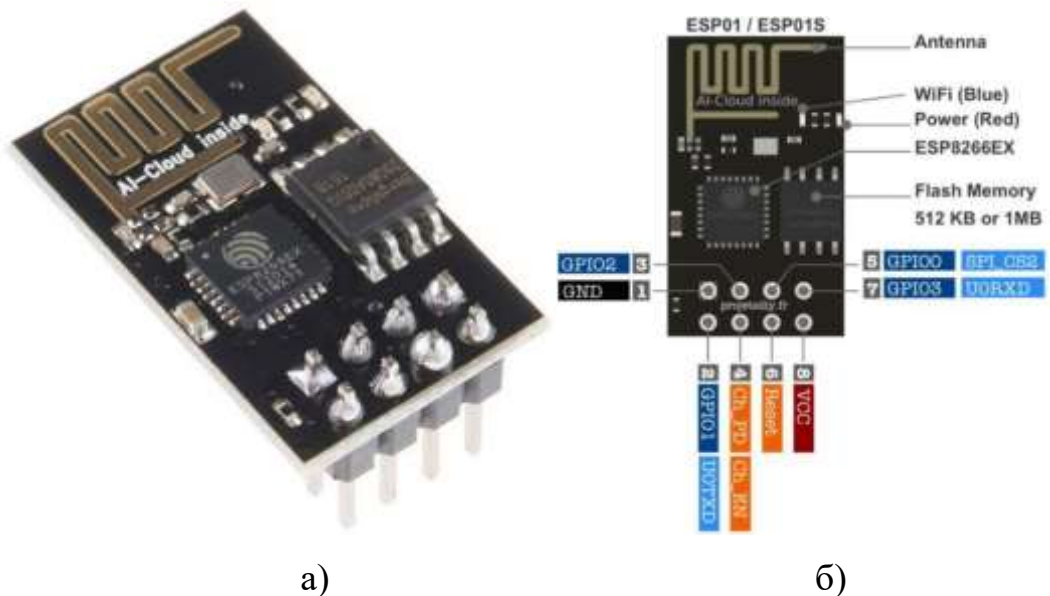 AI-Cloud inside
ESP01 / ESP01S
Antenna
AI-Cloud inside
WiFi (Blue)
Power (Red)
ESP8266EX
Flash Memory
512 KB or 1MB
GPIO2 3
GND 1
5 GPIO0 SPI_CS2
7 GPIO3 U0RXD
projetsdiy.fr
2 GPIO1 U0TXD
4 Ch_PD Ch_EN
6 Reset
8 VCC
а)
б)